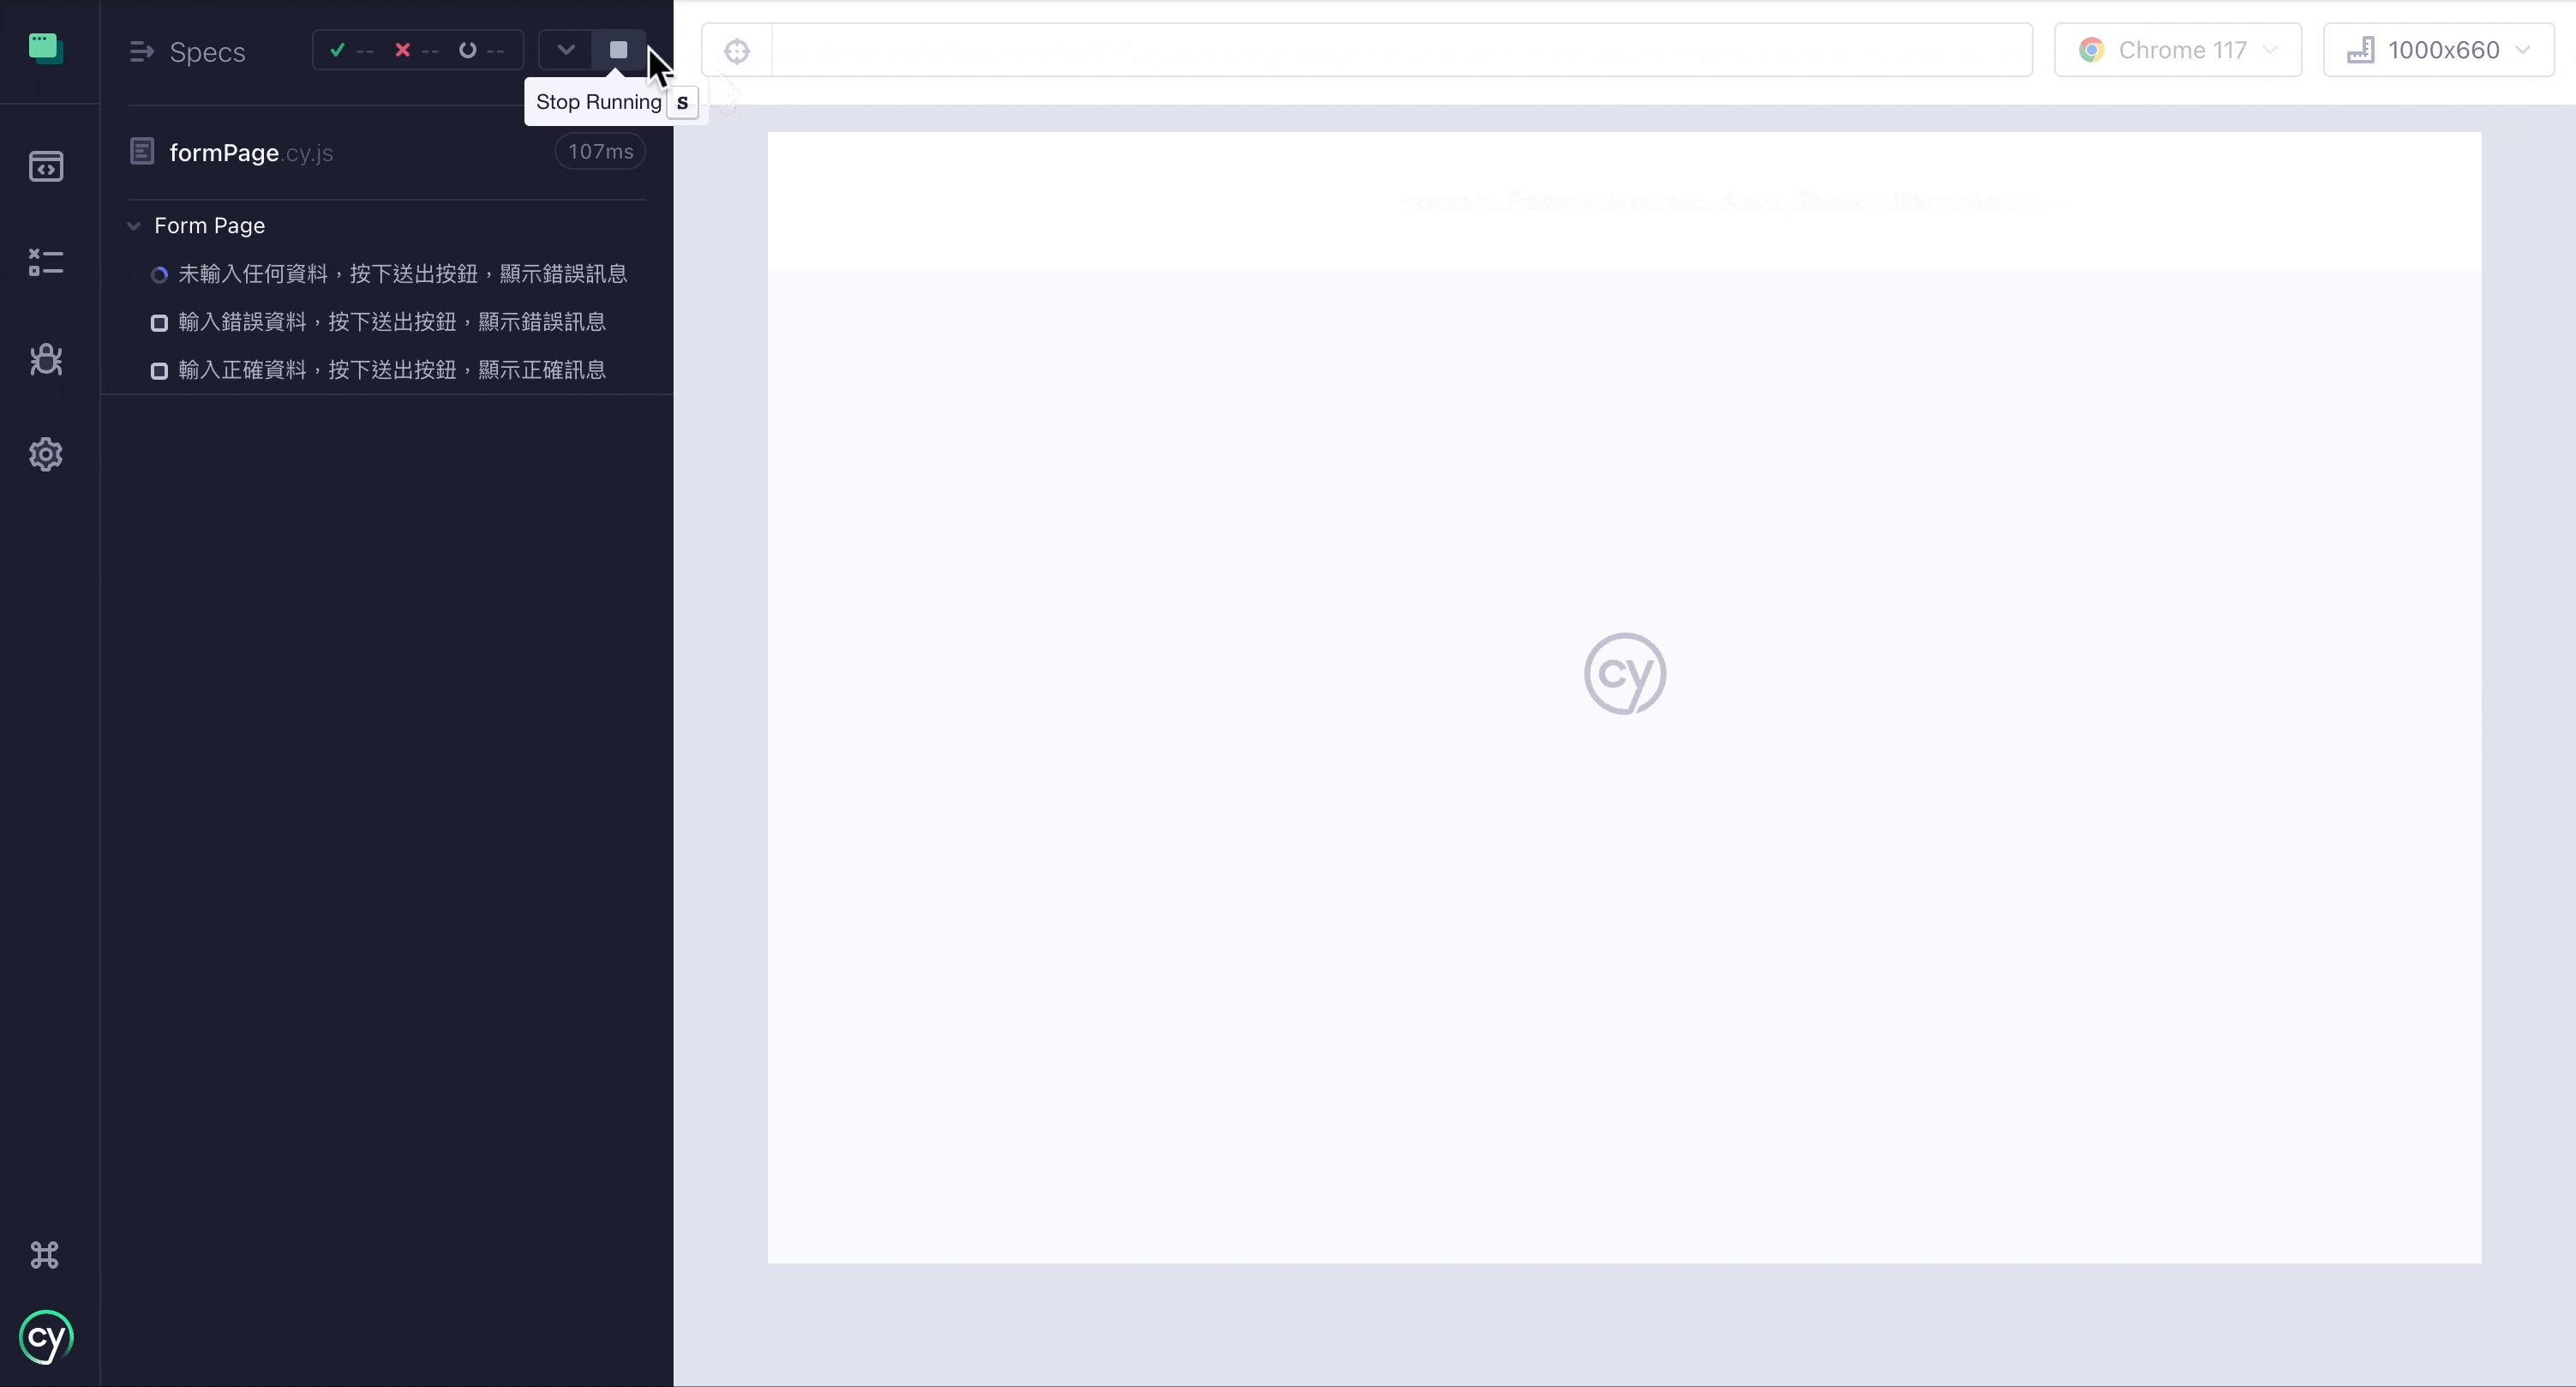 Specs
-- -- --
Chrome 117
1000x660
Stop Running S
formPage.cy.js
107ms
Form Page
未輸入任何資料，按下送出按鈕，顯示錯誤訊息
輸入錯誤資料，按下送出按鈕，顯示錯誤訊息
輸入正確資料，按下送出按鈕，顯示正確訊息
cy
cy